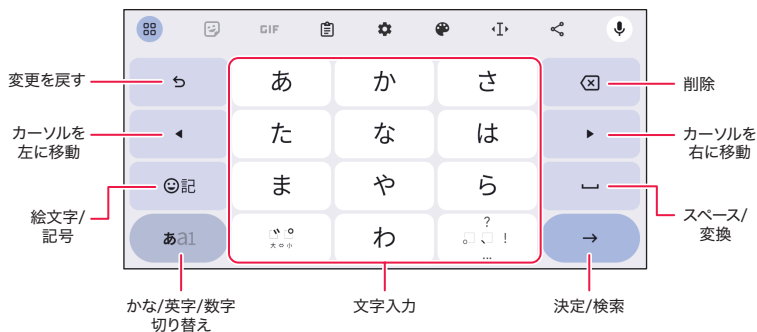 GIF
変更を戻す
あ
か
さ
削除
カーソルを
左に移動
た
な
は
カーソルを
右に移動
記
ま
や
ら
絵文字/
記号
スペース/
変換
あa1
゛゜
大⇔小
わ
?
。、!
…
かな/英字/数字
切り替え
文字入力
決定/検索